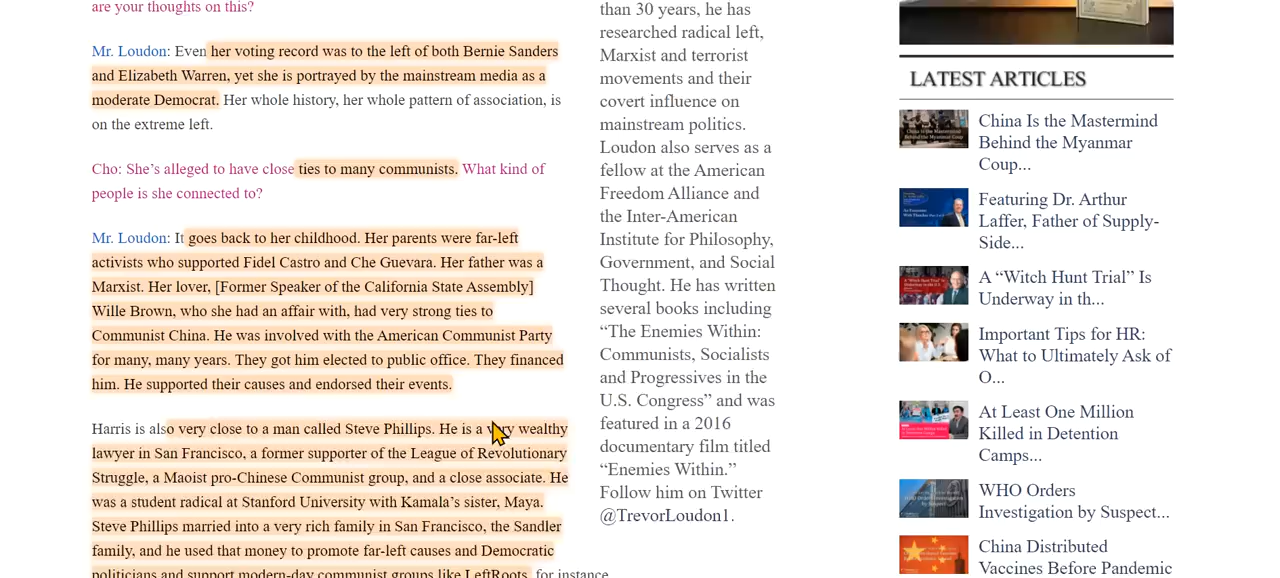 are your thoughts on this?
Mr. Loudon: Even her voting record was to the left of both Bernie Sanders
and Elizabeth Warren, yet she is portrayed by the mainstream media as a
moderate Democrat. Her whole history, her whole pattern of association, is
on the extreme left.
Cho: She’s alleged to have close ties to many communists. What kind of
people is she connected to?
Mr. Loudon: It goes back to her childhood. Her parents were far-left
activists who supported Fidel Castro and Che Guevara. Her father was a
Marxist. Her lover, [Former Speaker of the California State Assembly]
Wille Brown, who she had an affair with, had very strong ties to
Communist China. He was involved with the American Communist Party
for many, many years. They got him elected to public office. They financed
him. He supported their causes and endorsed their events.
Harris is also very close to a man called Steve Phillips. He is a very wealthy
lawyer in San Francisco, a former supporter of the League of Revolutionary
Struggle, a Maoist pro-Chinese Communist group, and a close associate. He
was a student radical at Stanford University with Kamala’s sister, Maya.
Steve Phillips married into a very rich family in San Francisco, the Sandler
family, and he used that money to promote far-left causes and Democratic
politicians and support modern-day communist groups like LeftRoots, for instance
than 30 years, he has
researched radical left,
Marxist and terrorist
movements and their
covert influence on
mainstream politics.
Loudon also serves as a
fellow at the American
Freedom Alliance and
the Inter-American
Institute for Philosophy,
Government, and Social
Thought. He has written
several books including
“The Enemies Within:
Communists, Socialists
and Progressives in the
U.S. Congress” and was
featured in a 2016
documentary film titled
“Enemies Within.”
Follow him on Twitter
@TrevorLoudon1.
LATEST ARTICLES
China Is the Mastermind
Behind the Myanmar
Coup...
Featuring Dr. Arthur
Laffer, Father of Supply-
Side...
A “Witch Hunt Trial” Is
Underway in th...
Important Tips for HR:
What to Ultimately Ask of
O...
At Least One Million
Killed in Detention
Camps...
WHO Orders
Investigation by Suspect...
China Distributed
Vaccines Before Pandemic